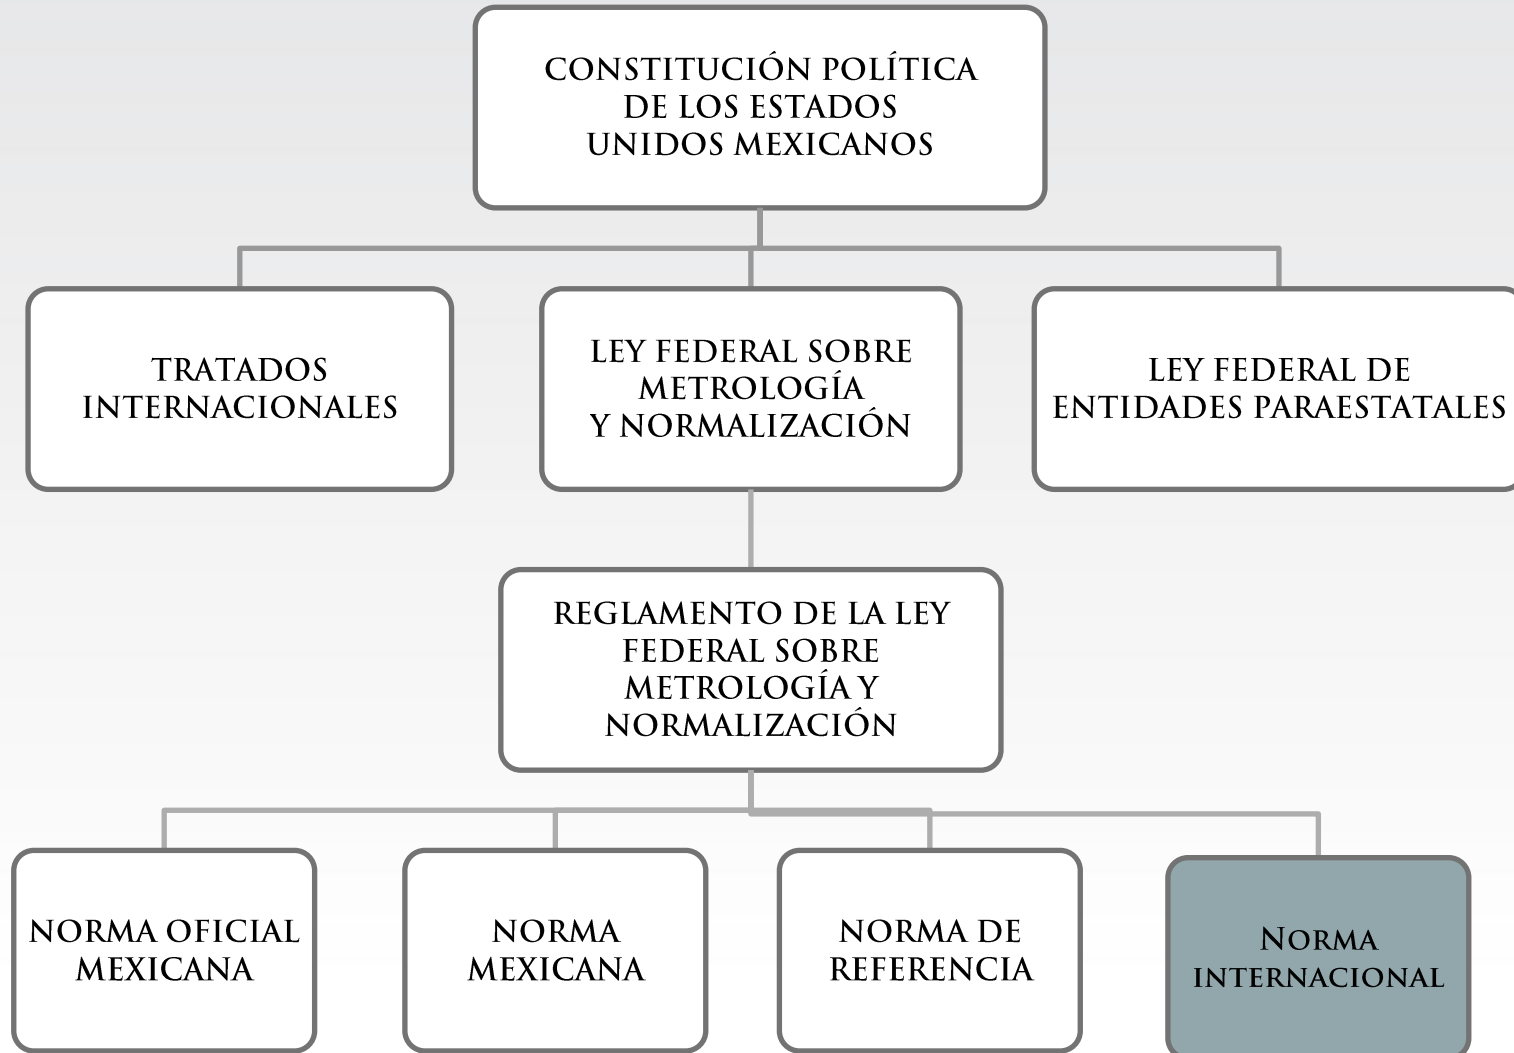 CONSTITUCIÓN POLÍTICA
DE LOS ESTADOS
UNIDOS MEXICANOS
TRATADOS
INTERNACIONALES
LEY FEDERAL SOBRE
METROLOGÍA
Y NORMALIZACIÓN
LEY FEDERAL DE
ENTIDADES PARAESTATALES
REGLAMENTO DE LA LEY
FEDERAL SOBRE
METROLOGÍA Y
NORMALIZACIÓN
NORMA OFICIAL
MEXICANA
NORMA
MEXICANA
NORMA DE
REFERENCIA
NORMA
INTERNACIONAL